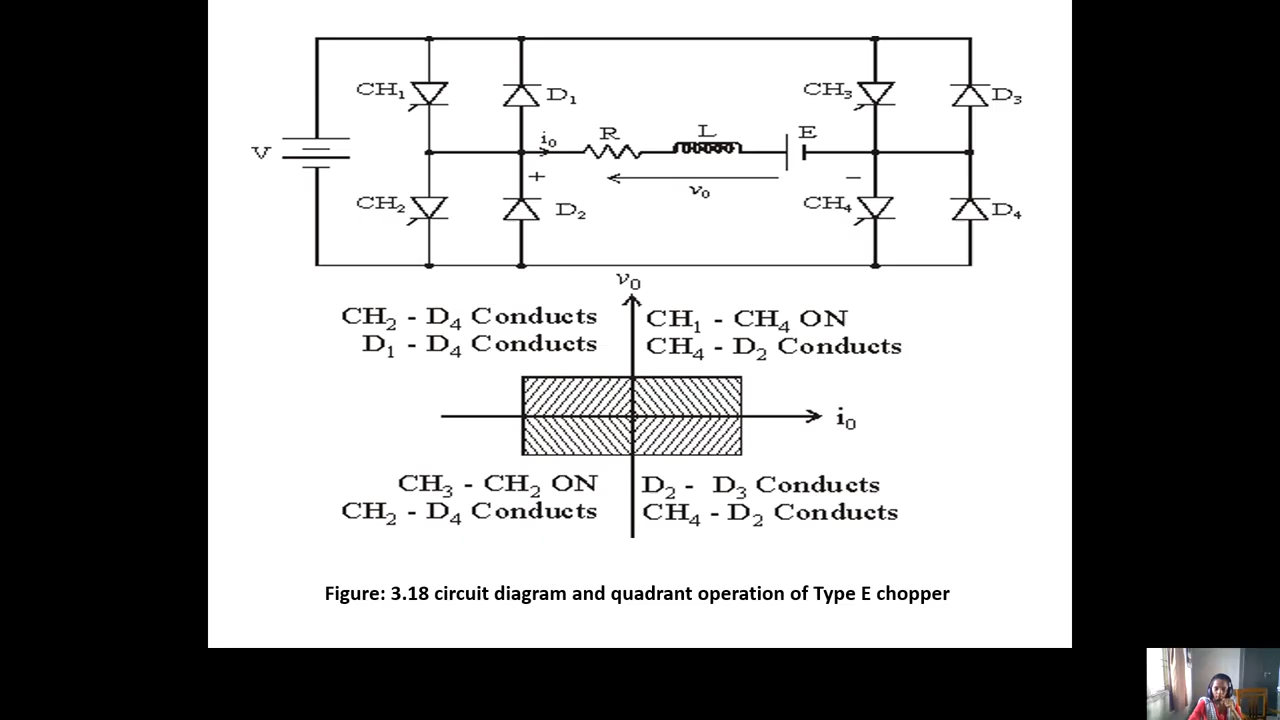 CH₁ D₁ CH₃ D₃
i₀ R L E
V
+ v₀ −
CH₂ D₂ CH₄ D₄
v₀
CH₂ - D₄ Conducts
D₁ - D₄ Conducts
CH₁ - CH₄ ON
CH₄ - D₂ Conducts
i₀
CH₃ - CH₂ ON
CH₂ - D₄ Conducts
D₂ - D₃ Conducts
CH₄ - D₂ Conducts
Figure: 3.18 circuit diagram and quadrant operation of Type E chopper